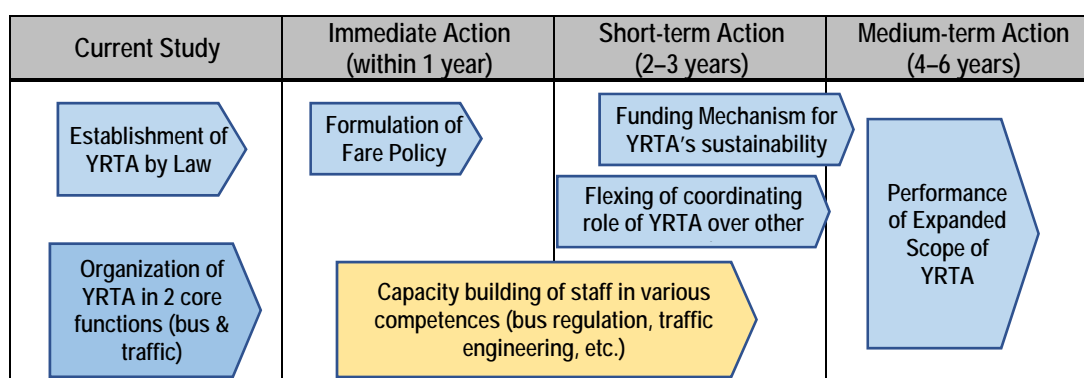 Current Study
Immediate Action
(within 1 year)
Short-term Action
(2–3 years)
Medium-term Action
(4–6 years)
Establishment of
YRTA by Law
Formulation of
Fare Policy
Funding Mechanism for
YRTA's sustainability
Flexing of coordinating
role of YRTA over other
Performance
of Expanded
Scope of
YRTA
Organization of
YRTA in 2 core
functions (bus &
traffic)
Capacity building of staff in various
competences (bus regulation, traffic
engineering, etc.)